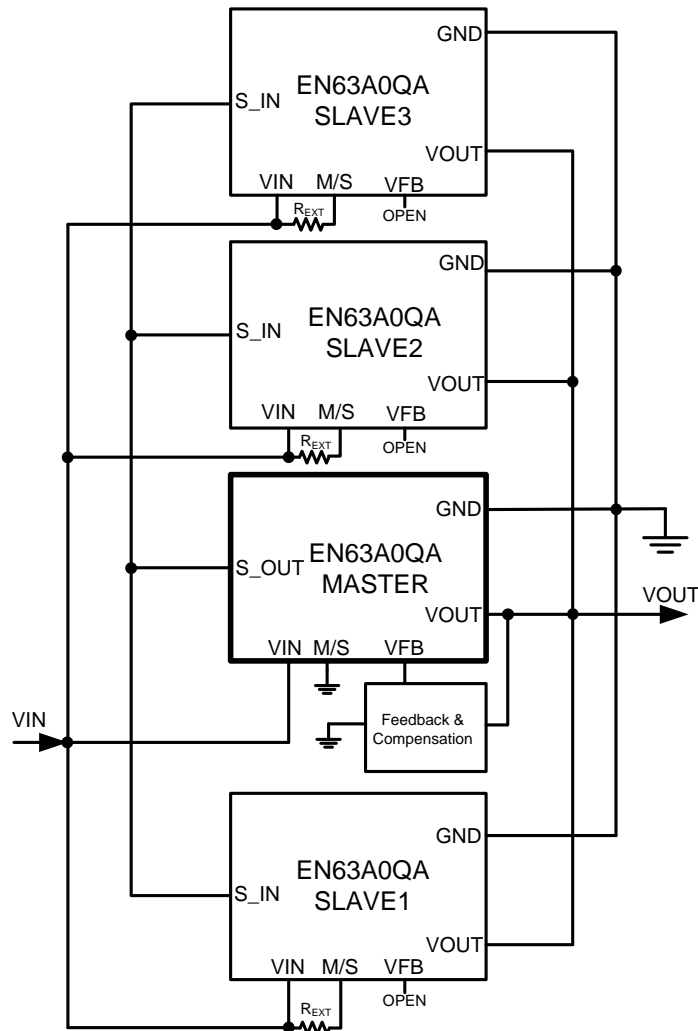 GND
EN63A0QA
SLAVE3
S_IN
VOUT
VIN M/S VFB
REXT
OPEN
GND
EN63A0QA
SLAVE2
S_IN
VOUT
VIN M/S VFB
REXT
OPEN
GND
EN63A0QA
MASTER
S_OUT
VOUT
VOUT
VIN M/S VFB
VIN
Feedback &
Compensation
GND
EN63A0QA
SLAVE1
S_IN
VOUT
VIN M/S VFB
REXT
OPEN